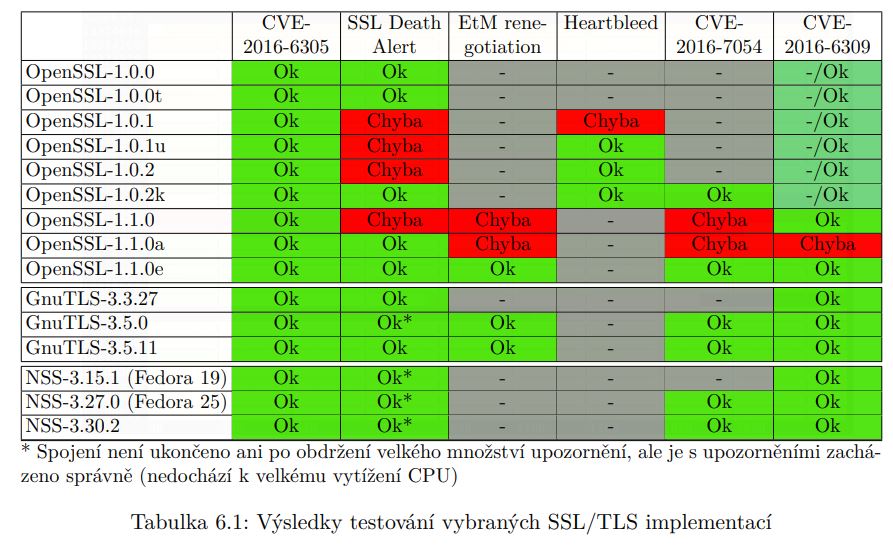 CVE-2016-6305 SSL Death Alert EtM rene-gotiation Heartbleed CVE-2016-7054 CVE-2016-6309
OpenSSL-1.0.0 Ok Ok - - - -/Ok
OpenSSL-1.0.0t Ok Ok - - - -/Ok
OpenSSL-1.0.1 Ok Chyba - Chyba - -/Ok
OpenSSL-1.0.1u Ok Chyba - Ok - -/Ok
OpenSSL-1.0.2 Ok Chyba - Ok - -/Ok
OpenSSL-1.0.2k Ok Ok - Ok Ok -/Ok
OpenSSL-1.1.0 Ok Chyba Chyba - Chyba Ok
OpenSSL-1.1.0a Ok Ok Chyba - Chyba Chyba
OpenSSL-1.1.0e Ok Ok Ok - Ok Ok
GnuTLS-3.3.27 Ok Ok - - - Ok
GnuTLS-3.5.0 Ok Ok* Ok - Ok Ok
GnuTLS-3.5.11 Ok Ok Ok - Ok Ok
NSS-3.15.1 (Fedora 19) Ok Ok* - - - Ok
NSS-3.27.0 (Fedora 25) Ok Ok* - - Ok Ok
NSS-3.30.2 Ok Ok* - - Ok Ok
* Spojení není ukončeno ani po obdržení velkého množství upozornění, ale je s upozorněními zachá-
zeno správně (nedochází k velkému vytížení CPU)
Tabulka 6.1: Výsledky testování vybraných SSL/TLS implementací